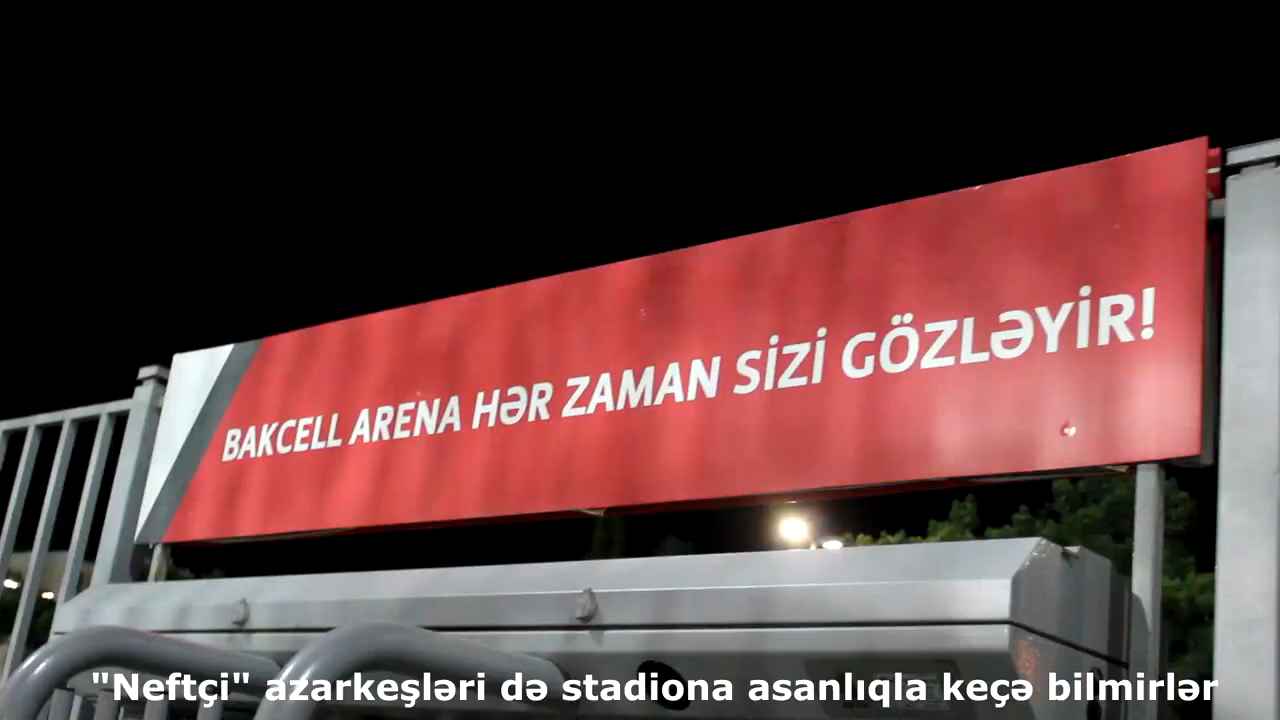 BAKCELL ARENA HƏR ZAMAN SİZİ GÖZLƏYİR!
"Neftçi" azarkeşləri də stadiona asanlıqla keçə bilmirlər